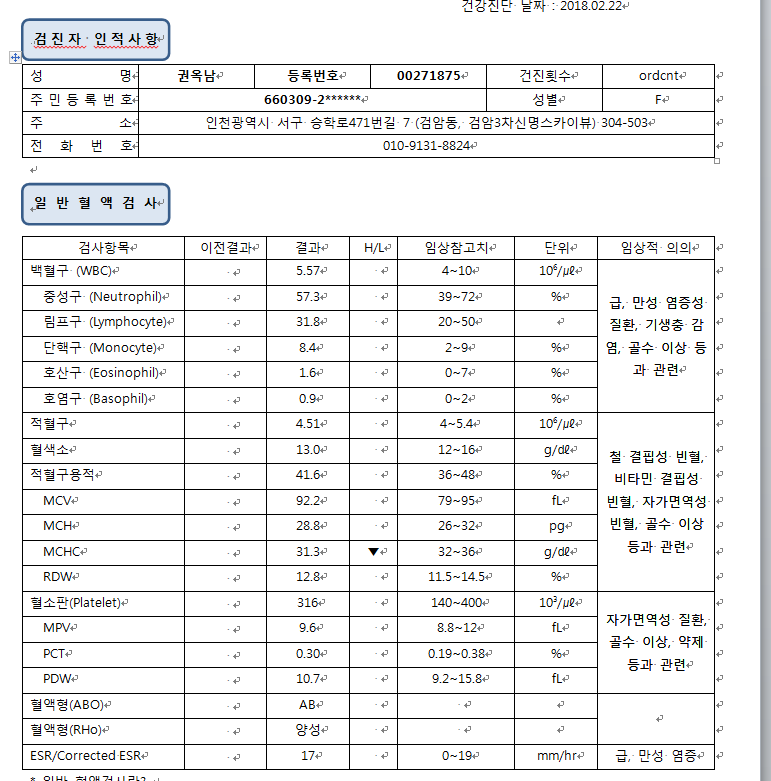 건강진단 날짜 : 2018.02.22
검진자 인적사항
성 명 권옥남 등록번호 00271875 건진횟수 ordcnt
주민등록번호 660309-2****** 성별 F
주 소 인천광역시 서구 승학로471번길 7 (검암동, 검암3차신명스카이뷰) 304-503
전 화 번 호 010-9131-8824
일 반 혈 액 검 사
검사항목 이전결과 결과 H/L 임상참고치 단위 임상적 의의
백혈구 (WBC) 5.57 4~10 10⁶/㎕
중성구 (Neutrophil) 57.3 39~72 %
림프구 (Lymphocyte) 31.8 20~50
단핵구 (Monocyte) 8.4 2~9 %
호산구 (Eosinophil) 1.6 0~7 %
호염구 (Basophil) 0.9 0~2 %
급, 만성 염증성
질환, 기생충 감
염, 골수 이상 등
과 관련
적혈구 4.51 4~5.4 10⁶/㎕
혈색소 13.0 12~16 g/㎗
적혈구용적 41.6 36~48 %
MCV 92.2 79~95 fL
MCH 28.8 26~32 pg
MCHC 31.3 ▼ 32~36 g/㎗
RDW 12.8 11.5~14.5 %
철 결핍성 빈혈,
비타민 결핍성
빈혈, 자가면역성
빈혈, 골수 이상
등과 관련
혈소판(Platelet) 316 140~400 10³/㎕
MPV 9.6 8.8~12 fL
PCT 0.30 0.19~0.38 %
PDW 10.7 9.2~15.8 fL
자가면역성 질환,
골수 이상, 약제
등과 관련
혈액형(ABO) AB
혈액형(RHo) 양성
ESR/Corrected ESR 17 0~19 mm/hr 급, 만성 염증
* 일반 혈액검사란?